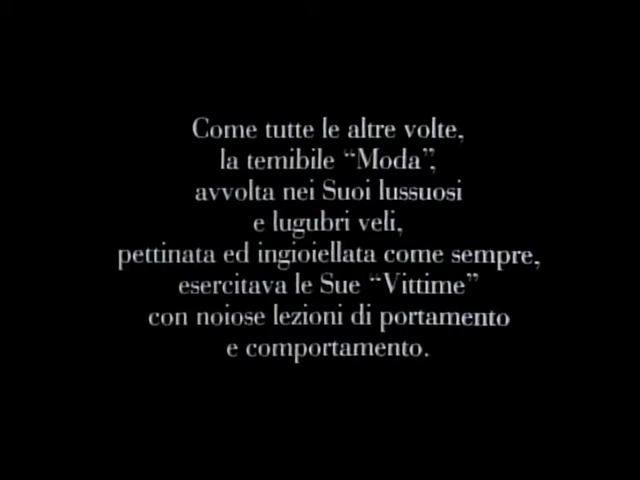 Come tutte le altre volte,
la temibile “Moda”,
avvolta nei Suoi lussuosi
e lugubri veli,
pettinata ed ingioiellata come sempre,
esercitava le Sue “Vittime”
con noiose lezioni di portamento
e comportamento.